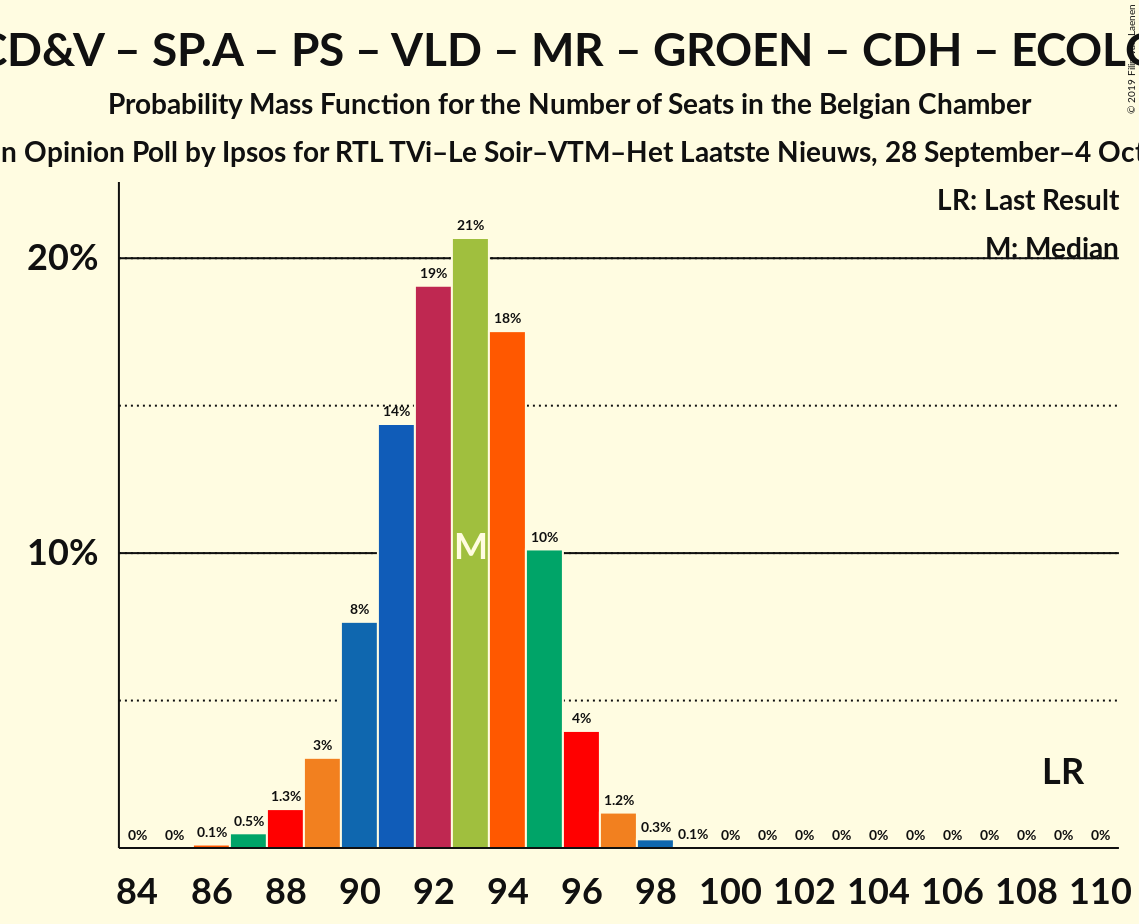 CD&V – SP.A – PS – VLD – MR – GROEN – CDH – ECOLO
Probability Mass Function for the Number of Seats in the Belgian Chamber
n Opinion Poll by Ipsos for RTL TVi–Le Soir–VTM–Het Laatste Nieuws, 28 September–4 Oct
© 2019 Filip Laenen
LR: Last Result
M: Median
20%
10%
0% 0% 0.1% 0.5% 1.3% 3% 8% 14% 19% 21% 18% 10% 4% 1.2% 0.3% 0.1% 0% 0% 0% 0% 0% 0% 0% 0% 0% 0% 0%
M
LR
84 86 88 90 92 94 96 98 100 102 104 106 108 110